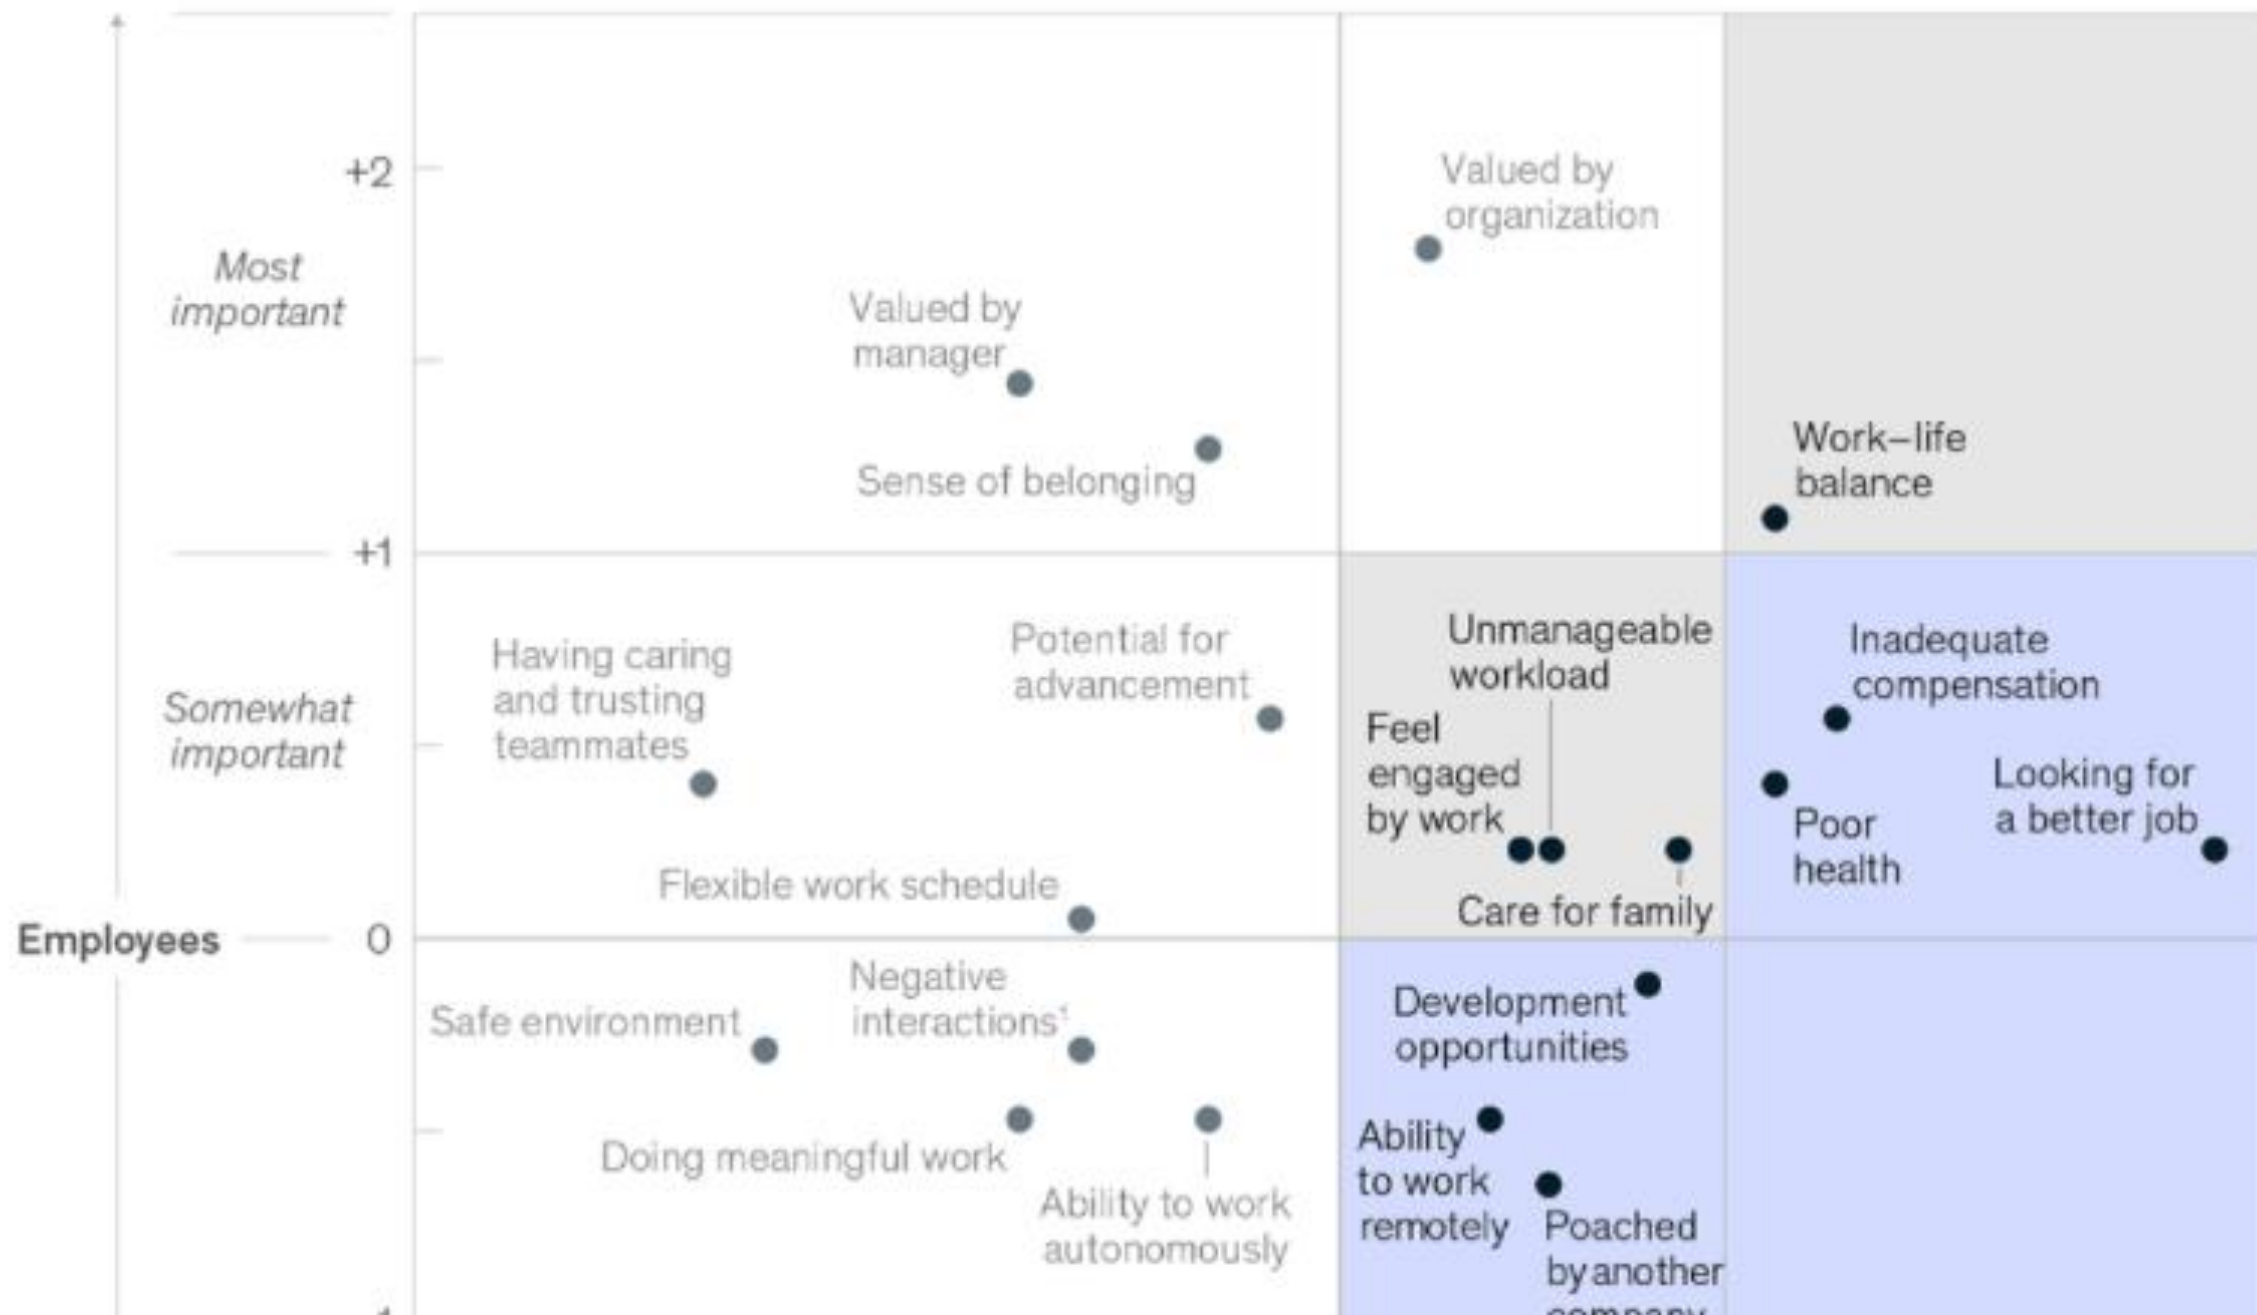 +2
Most
important
Valued by
organization
Valued by
manager
Sense of belonging
Work–life
balance
+1
Somewhat
important
Having caring
and trusting
teammates
Potential for
advancement
Flexible work schedule
Unmanageable
workload
Feel
engaged
by work
Care for family
Inadequate
compensation
Poor
health
Looking for
a better job
Employees
0
Safe environment
Negative
interactions¹
Doing meaningful work
Ability to work
autonomously
Development
opportunities
Ability
to work
remotely
Poached
by another